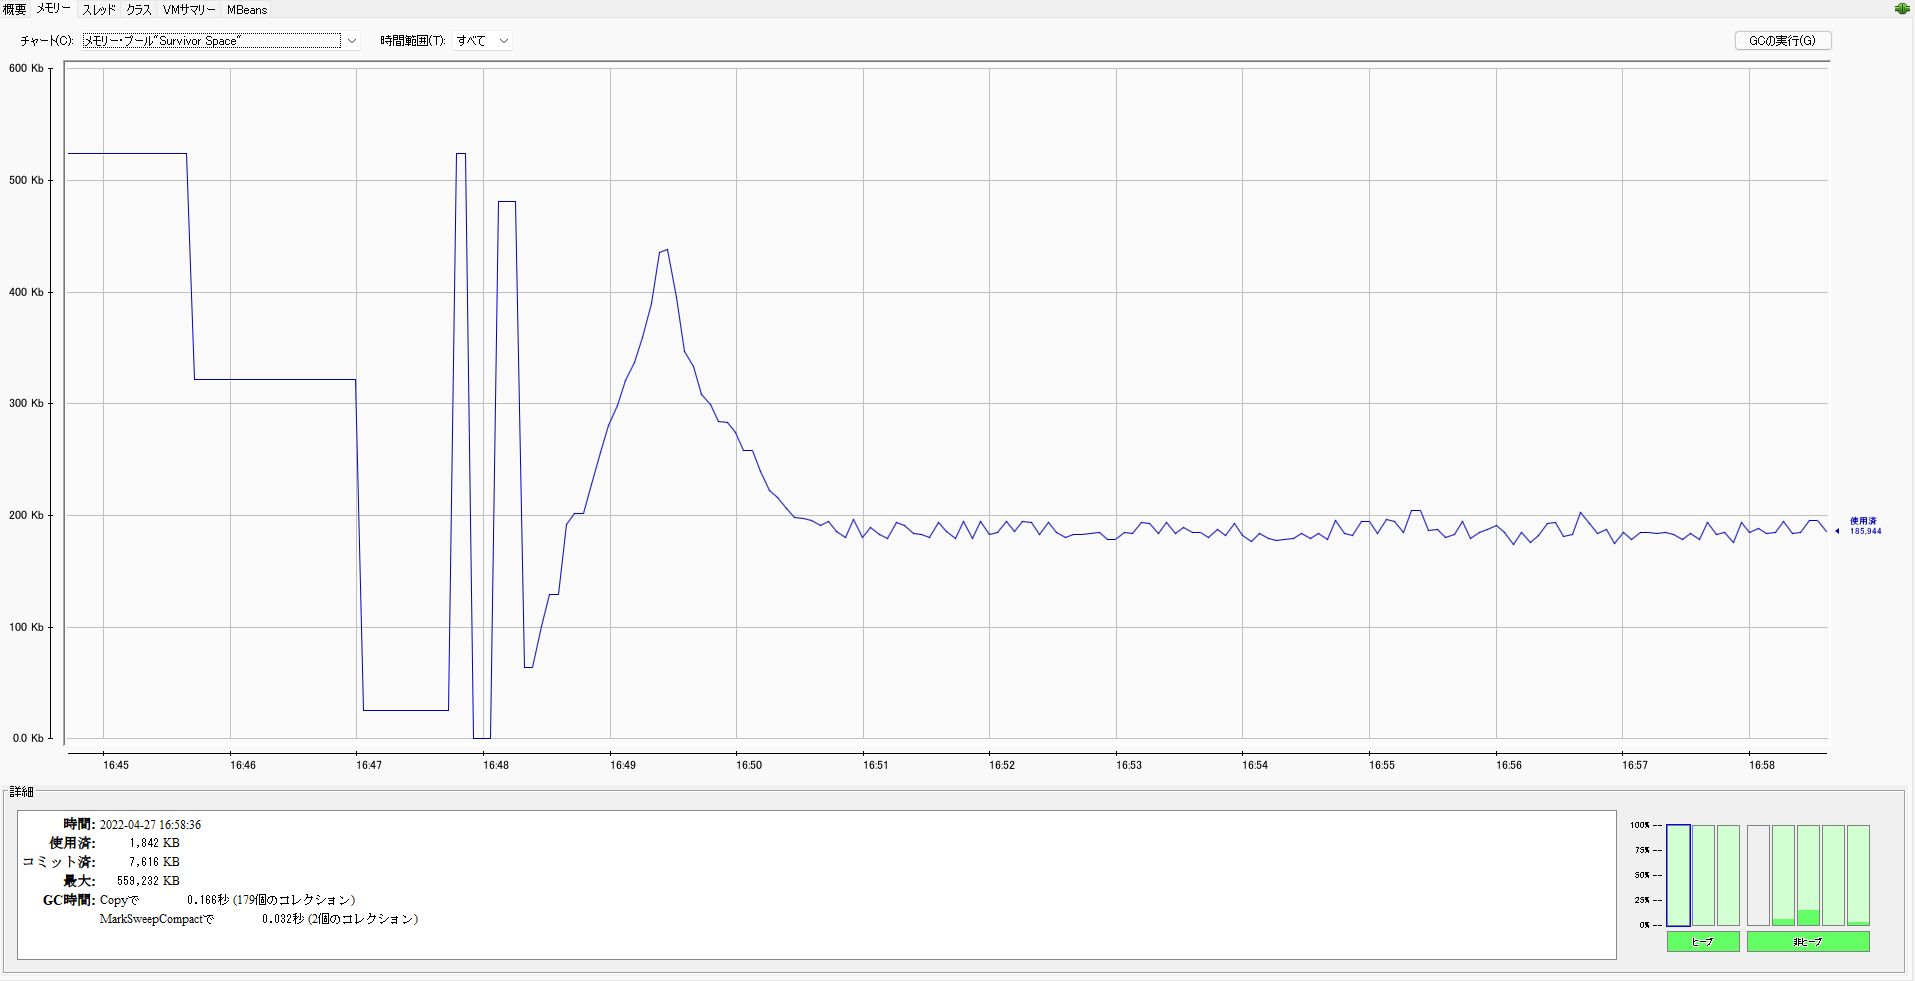 概要 メモリー スレッド クラス VMサマリー MBeans
チャート(C): メモリー・プール"Survivor Space" 時間範囲(T): すべて GCの実行(G)
600 Kb
500 Kb
400 Kb
300 Kb
200 Kb
100 Kb
0.0 Kb
使用済
185,944
16:45 16:46 16:47 16:48 16:49 16:50 16:51 16:52 16:53 16:54 16:55 16:56 16:57 16:58
詳細
時間: 2022-04-27 16:58:36
使用済: 1,842 KB
コミット済: 7,616 KB
最大: 559,232 KB
GC時間: Copyで 0.166秒 (179個のコレクション)
MarkSweepCompactで 0.032秒 (2個のコレクション)
100% --
75% --
50% --
25% --
0% --
ヒープ 非ヒープ